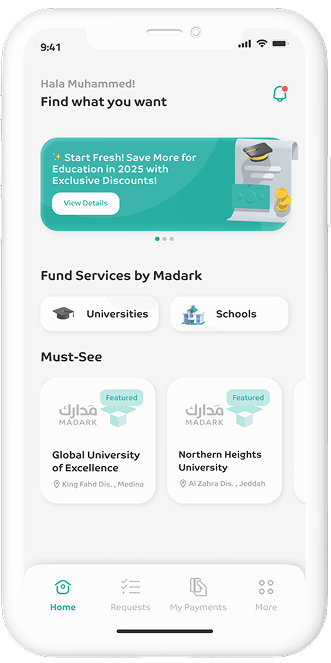 9:41
Hala Muhammed!
Find what you want
✨ Start Fresh! Save More for
Education in 2025 with
Exclusive Discounts!
View Details
Fund Services by Madark
Universities
Schools
Must-See
Featured
مَدارك
MADARK
Global University
of Excellence
King Fahd Dis. , Medina
Featured
مَدارك
MADARK
Northern Heights
University
Al Zahra Dis. , Jeddah
Home
Requests
My Payments
More